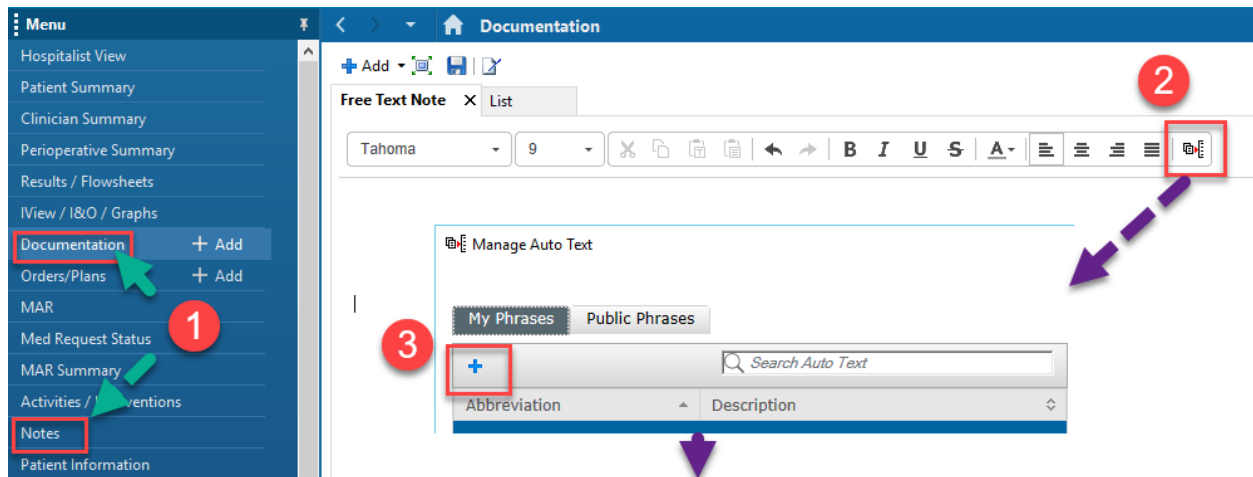 Menu
Hospitalist View
Patient Summary
Clinician Summary
Perioperative Summary
Results / Flowsheets
IView / I&O / Graphs
Documentation + Add
Orders/Plans + Add
MAR
Med Request Status
MAR Summary
Activities /
Notes
Patient Information
1
Documentation
+ Add
Free Text Note X List
2
Tahoma 9 B I U S A
Manage Auto Text
My Phrases Public Phrases
3
+ Search Auto Text
Abbreviation Description